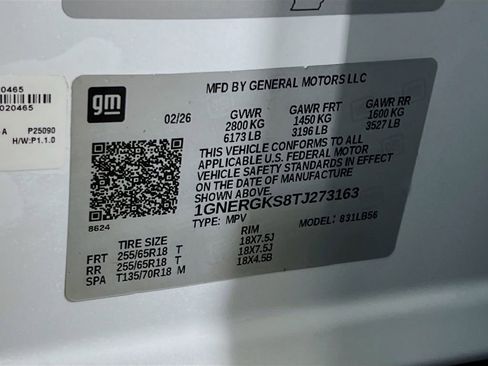 20465
020465
-A P25090
H/W:P1.1.0
gm
MFD BY GENERAL MOTORS LLC
02/26
GVWR GAWR FRT GAWR RR
2800 KG 1450 KG 1600 KG
6173 LB 3196 LB 3527LB
THIS VEHICLE CONFORMS TO ALL
APPLICABLE U.S. FEDERAL MOTOR
VEHICLE SAFETY STANDARDS IN EFFECT
ON THE DATE OF MANUFACTURE
SHOWN ABOVE.
1GNERGKS8TJ273163
TYPE: MPV MODEL: 831LB56
8624
TIRE SIZE RIM
FRT 255/65R18 T 18X7.5J
RR 255/65R18 T 18X7.5J
SPA T135/70R18 M 18X4.5B